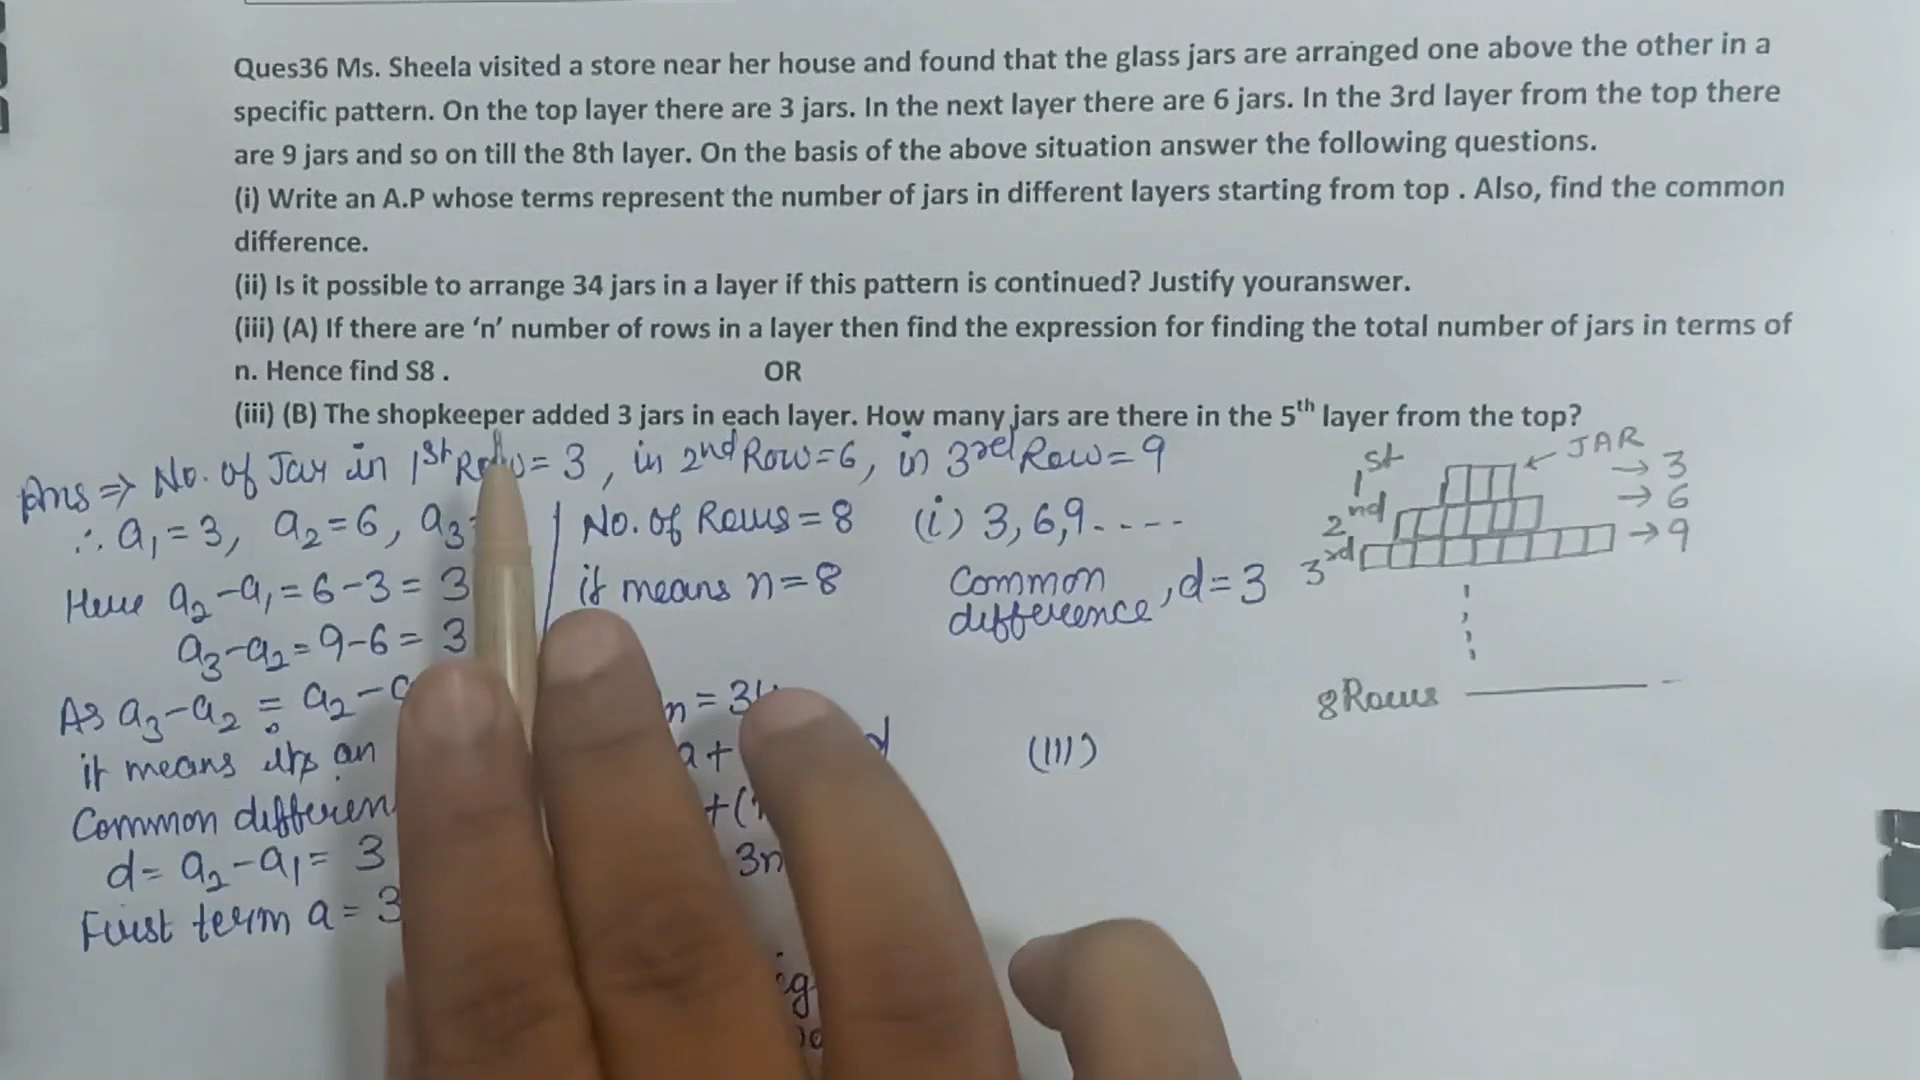 Ques36 Ms. Sheela visited a store near her house and found that the glass jars are arranged one above the other in a
specific pattern. On the top layer there are 3 jars. In the next layer there are 6 jars. In the 3rd layer from the top there
are 9 jars and so on till the 8th layer. On the basis of the above situation answer the following questions.
(i) Write an A.P whose terms represent the number of jars in different layers starting from top . Also, find the common
difference.
(ii) Is it possible to arrange 34 jars in a layer if this pattern is continued? Justify youranswer.
(iii) (A) If there are ‘n’ number of rows in a layer then find the expression for finding the total number of jars in terms of
n. Hence find S8 . OR
(iii) (B) The shopkeeper added 3 jars in each layer. How many jars are there in the 5th layer from the top?
Ans ⇒ No. of Jar in 1st Row = 3 , in 2nd Row = 6, in 3rd Row = 9
∴ a₁ = 3, a₂ = 6, a₃
Here a₂ - a₁ = 6 - 3 = 3
a₃ - a₂ = 9 - 6 = 3
As a₃ - a₂ = a₂ -
it means its an
Common differen
d = a₂ - a₁ = 3
First term a = 3
No. of Rows = 8
it means n = 8
n = 34
a +
d
+ (
3n
(i) 3, 6, 9 . . . .
Common difference, d = 3
(III)
JAR
1st → 3
2nd → 6
3rd → 9
8 Rows